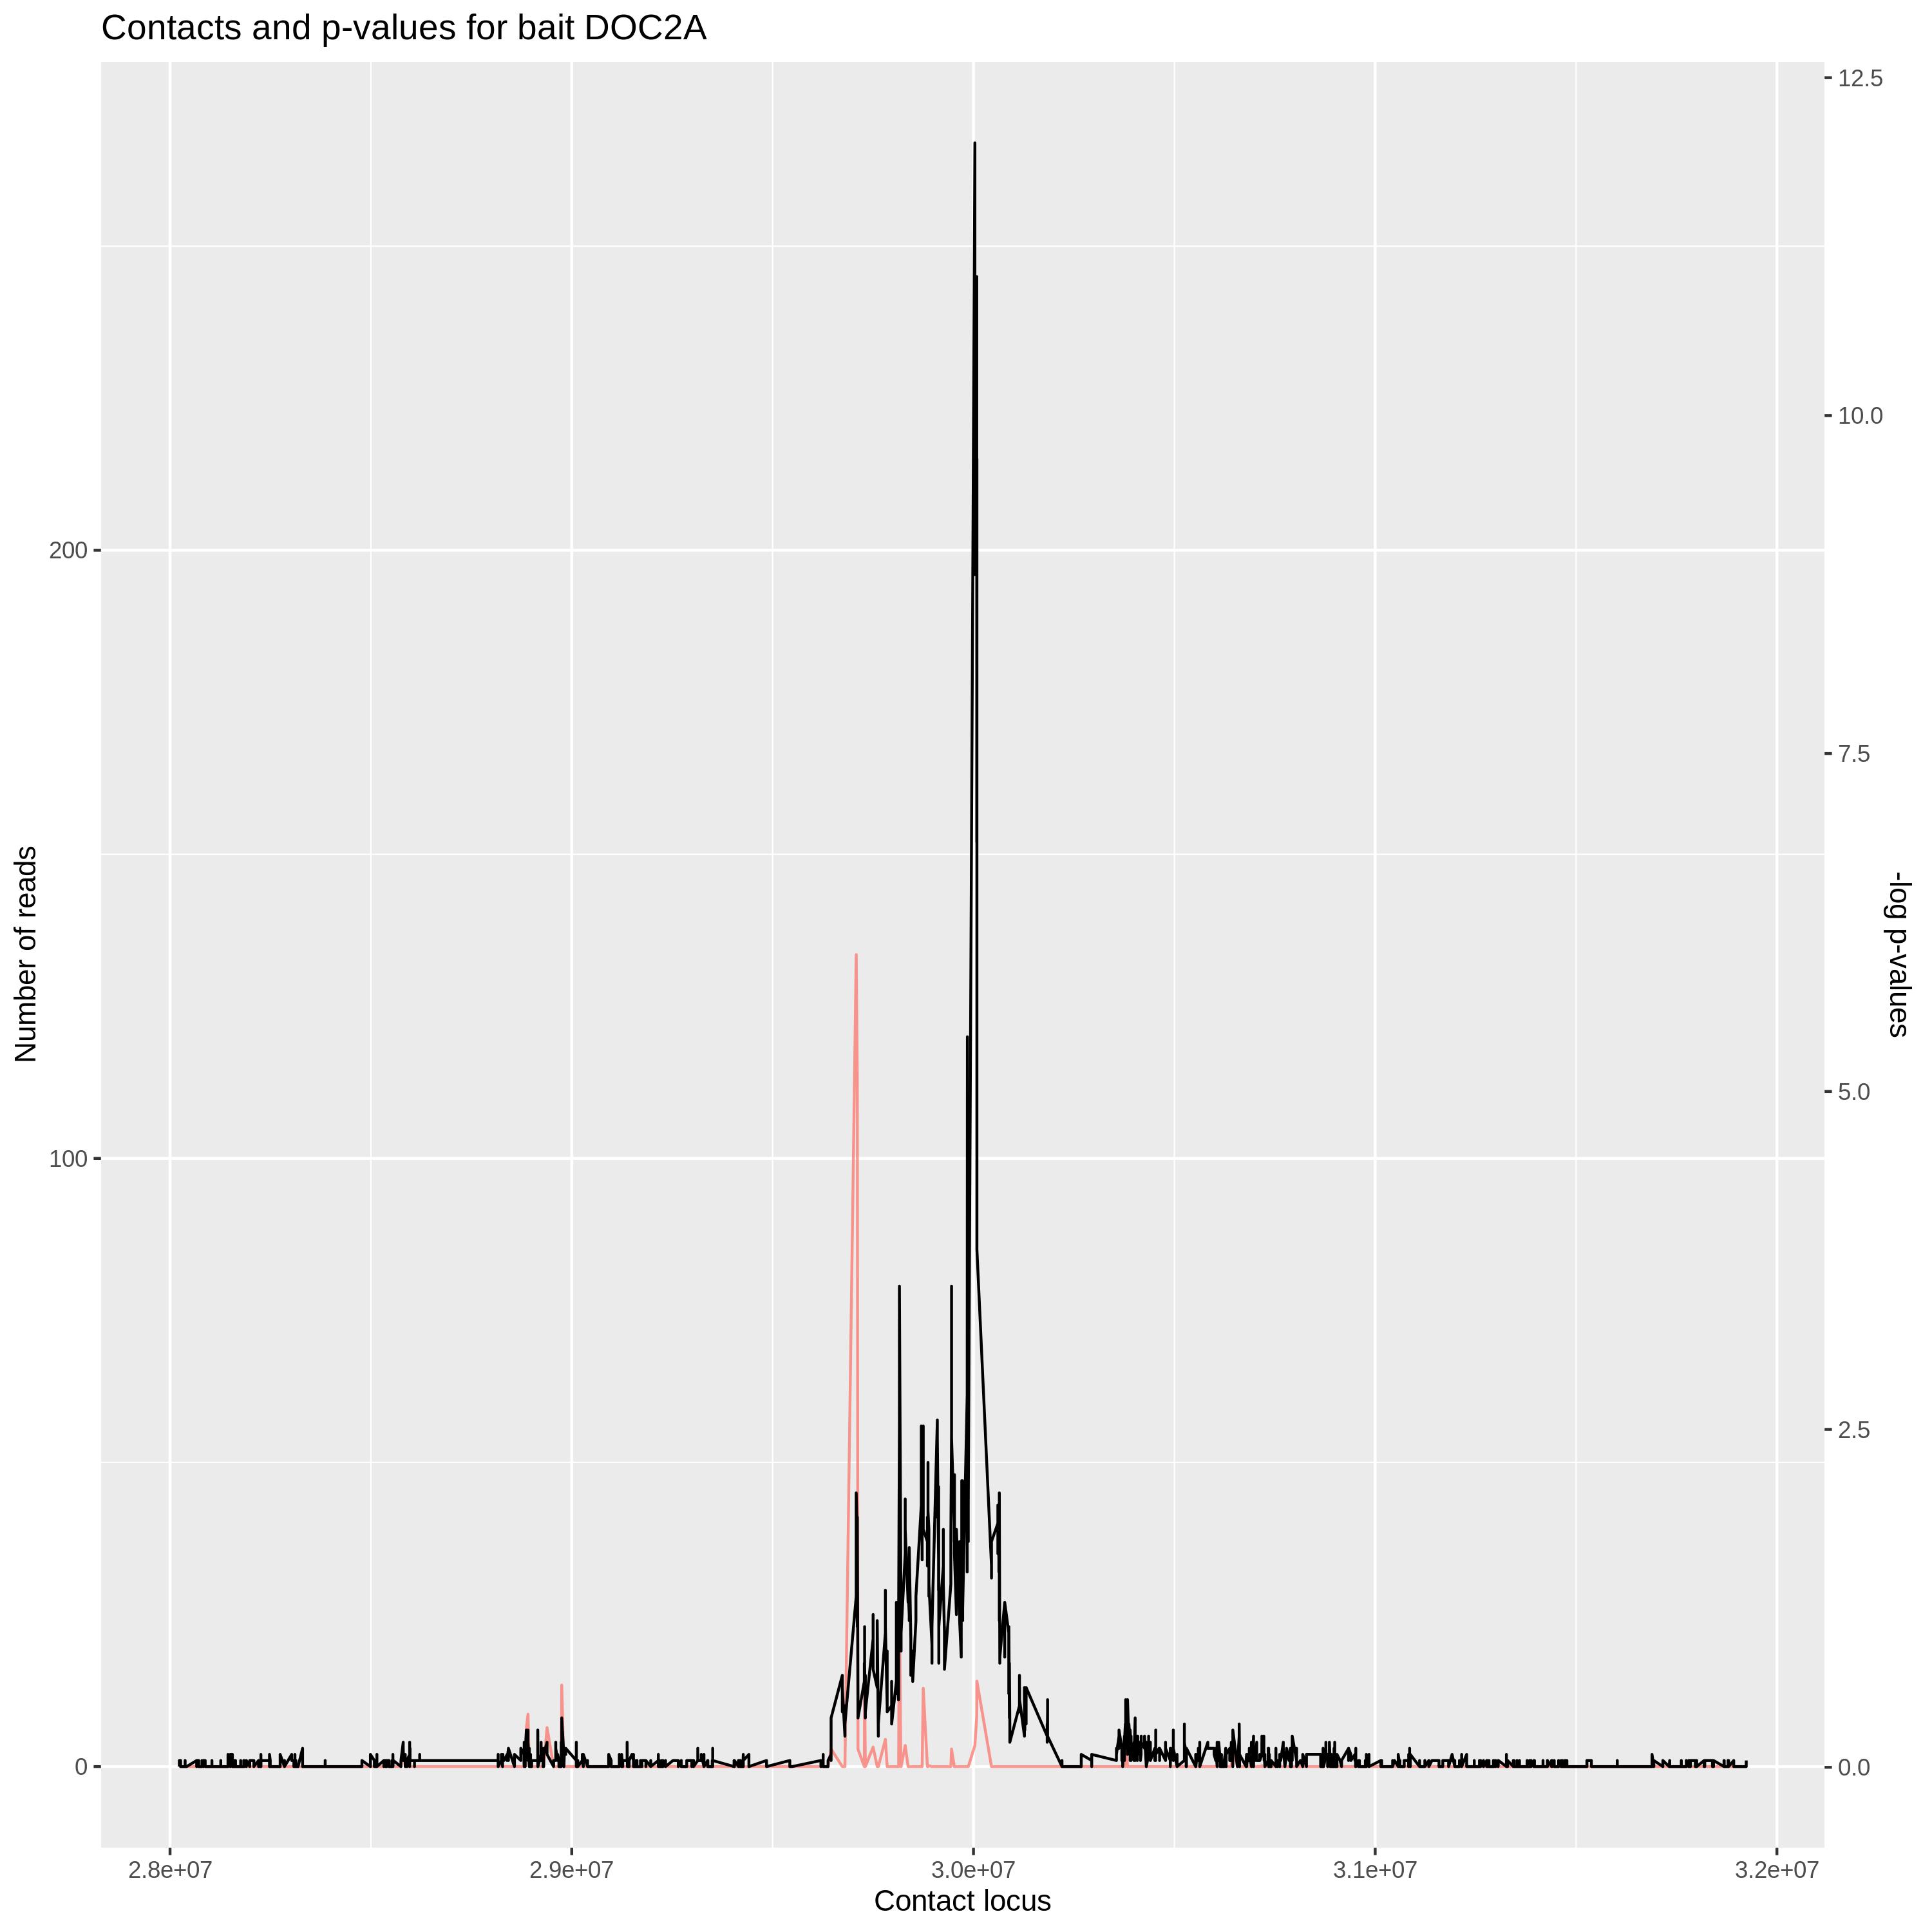 Contacts and p-values for bait DOC2A
12.5
10.0
200
7.5
Number of reads
-log p-values
5.0
100
2.5
0
0.0
2.8e+07
2.9e+07
3.0e+07
3.1e+07
3.2e+07
Contact locus